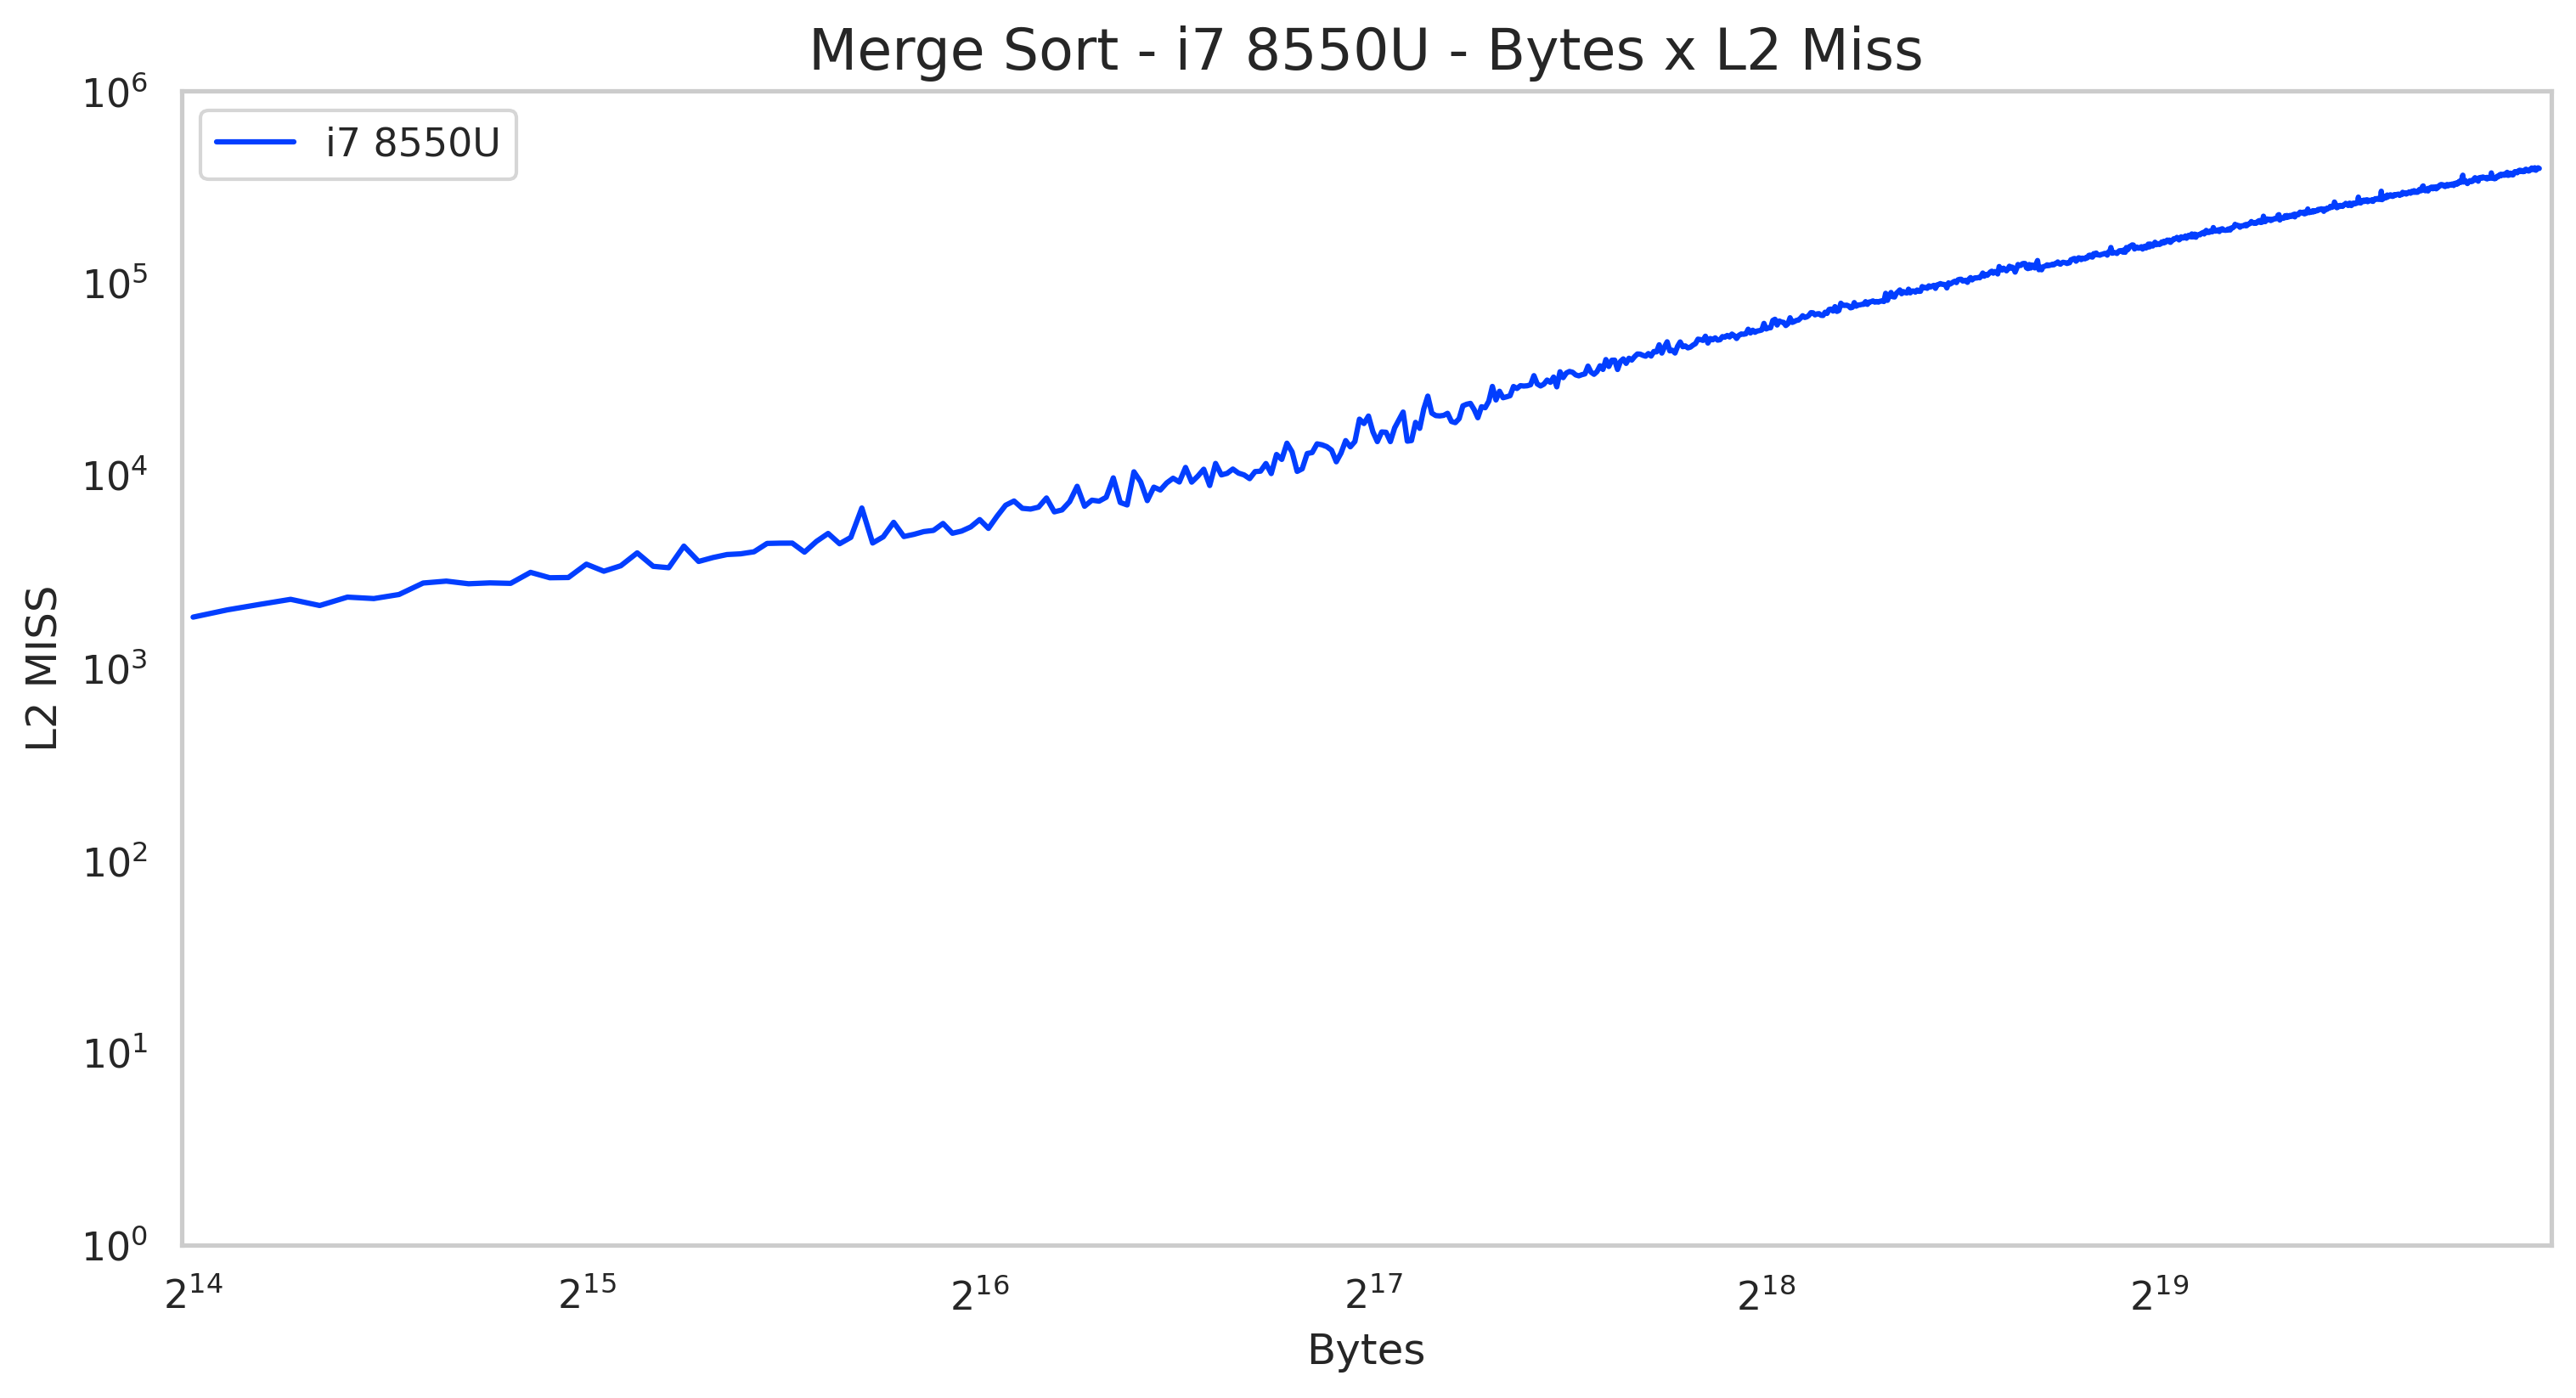 Merge Sort - i7 8550U - Bytes x L2 Miss
i7 8550U
L2 MISS
10⁶
10⁵
10⁴
10³
10²
10¹
10⁰
2¹⁴ 2¹⁵ 2¹⁶ 2¹⁷ 2¹⁸ 2¹⁹
Bytes